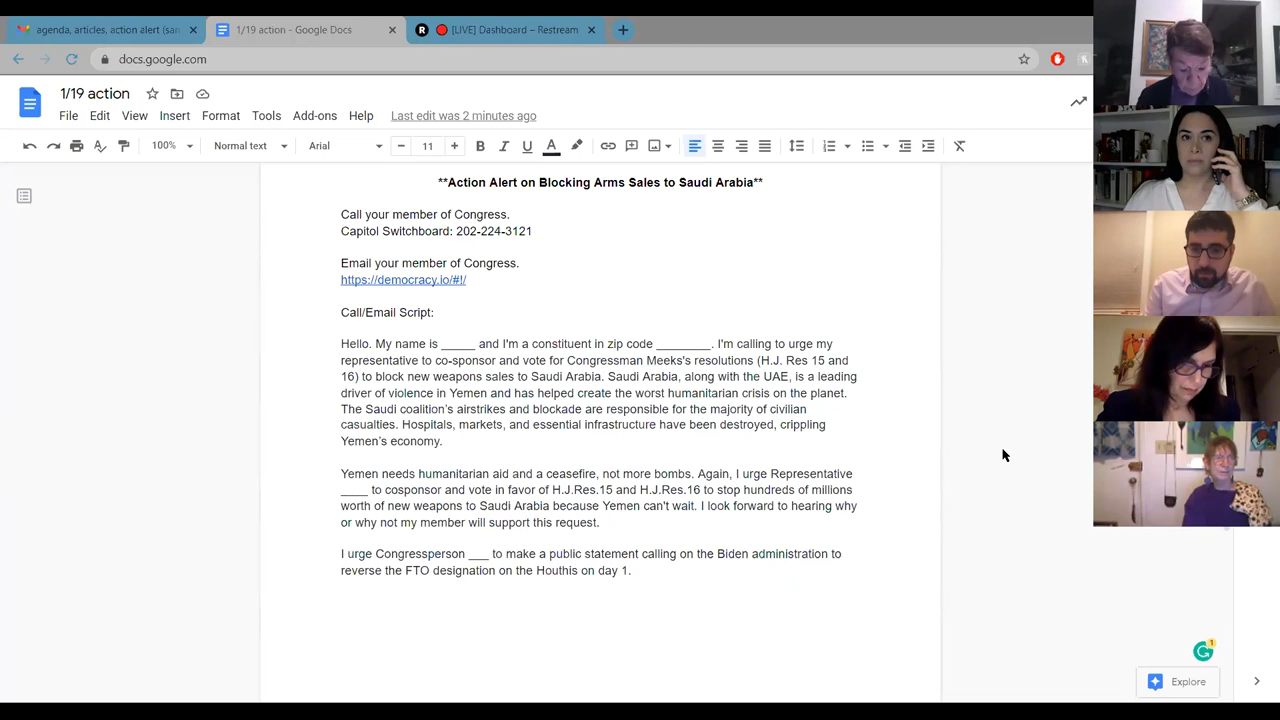 agenda, articles, action alert (san
1/19 action - Google Docs
[LIVE] Dashboard – Restream
docs.google.com
1/19 action
File Edit View Insert Format Tools Add-ons Help Last edit was 2 minutes ago
100% Normal text Arial 11 B I U A
**Action Alert on Blocking Arms Sales to Saudi Arabia**
Call your member of Congress.
Capitol Switchboard: 202-224-3121
Email your member of Congress.
https://democracy.io/#!/
Call/Email Script:
Hello. My name is _____ and I'm a constituent in zip code ________. I'm calling to urge my
representative to co-sponsor and vote for Congressman Meeks's resolutions (H.J. Res 15 and
16) to block new weapons sales to Saudi Arabia. Saudi Arabia, along with the UAE, is a leading
driver of violence in Yemen and has helped create the worst humanitarian crisis on the planet.
The Saudi coalition's airstrikes and blockade are responsible for the majority of civilian
casualties. Hospitals, markets, and essential infrastructure have been destroyed, crippling
Yemen's economy.
Yemen needs humanitarian aid and a ceasefire, not more bombs. Again, I urge Representative
____ to cosponsor and vote in favor of H.J.Res.15 and H.J.Res.16 to stop hundreds of millions
worth of new weapons to Saudi Arabia because Yemen can't wait. I look forward to hearing why
or why not my member will support this request.
I urge Congressperson ___ to make a public statement calling on the Biden administration to
reverse the FTO designation on the Houthis on day 1.
1
Explore